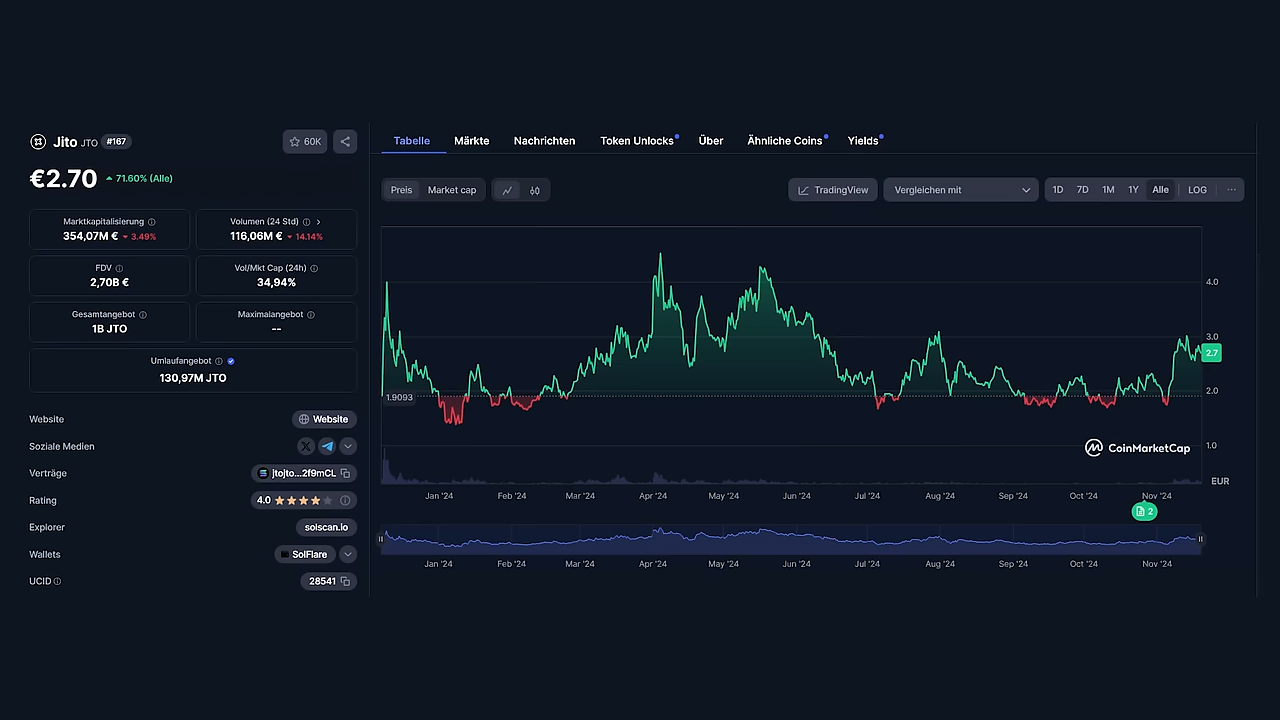 Jito JTO #167
60K
€2.70 71.60% (Alle)
Marktkapitalisierung
354,07M € 3.49%
Volumen (24 Std)
116,06M € 14.14%
FDV
2,70B €
Vol/Mkt Cap (24h)
34,94%
Gesamtangebot
1B JTO
Maximalangebot
--
Umlaufangebot
130,97M JTO
Website Website
Soziale Medien
Verträge jtojto...2f9mCL
Rating 4.0
Explorer solscan.io
Wallets SolFlare
UCID 28541
Tabelle Märkte Nachrichten Token Unlocks Über Ähnliche Coins Yields
Preis Market cap
TradingView Vergleichen mit 1D 7D 1M 1Y Alle LOG ...
4.0
3.0
2.7
2.0
1.9093
1.0
CoinMarketCap
EUR
Jan '24 Feb '24 Mar '24 Apr '24 May '24 Jun '24 Jul '24 Aug '24 Sep '24 Oct '24 Nov '24
2
Jan '24 Feb '24 Mar '24 Apr '24 May '24 Jun '24 Jul '24 Aug '24 Sep '24 Oct '24 Nov '24